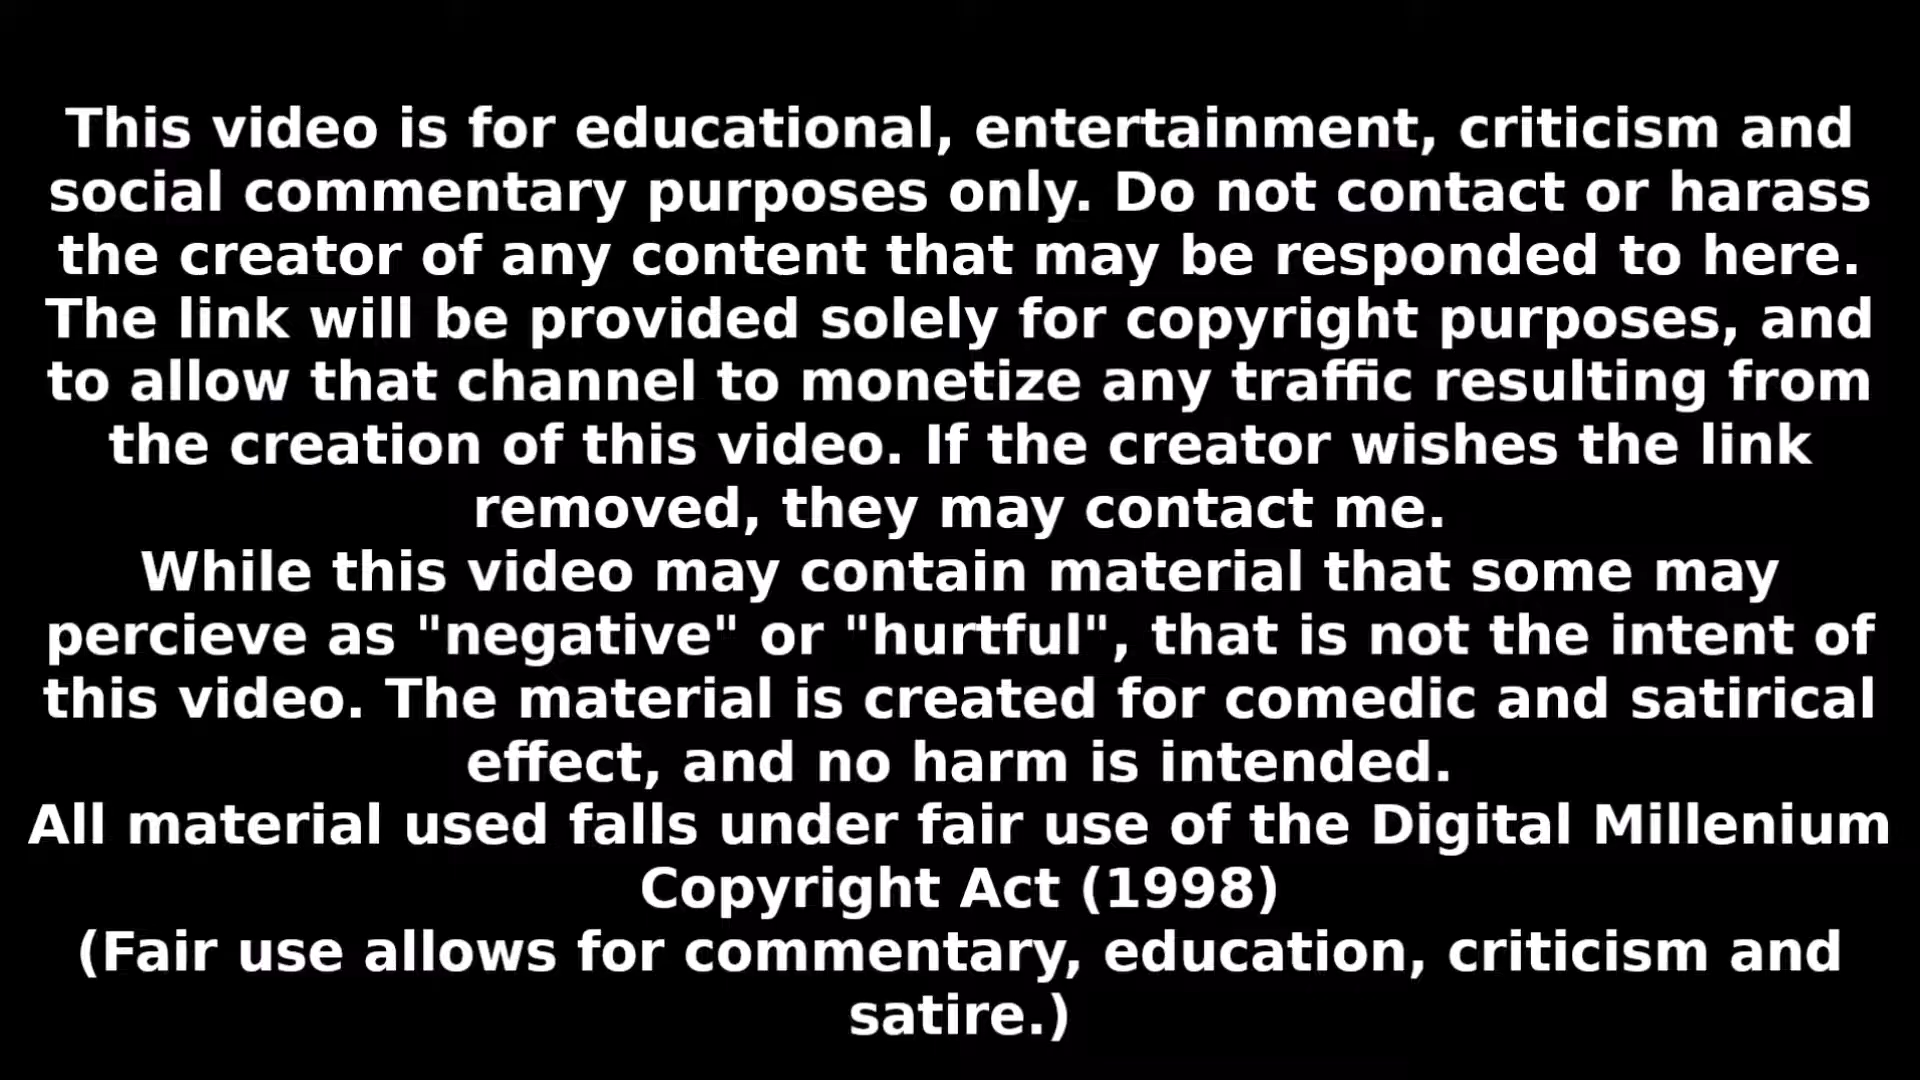 This video is for educational, entertainment, criticism and
social commentary purposes only. Do not contact or harass
the creator of any content that may be responded to here.
The link will be provided solely for copyright purposes, and
to allow that channel to monetize any traffic resulting from
the creation of this video. If the creator wishes the link
removed, they may contact me.
While this video may contain material that some may
percieve as "negative" or "hurtful", that is not the intent of
this video. The material is created for comedic and satirical
effect, and no harm is intended.
All material used falls under fair use of the Digital Millenium
Copyright Act (1998)
(Fair use allows for commentary, education, criticism and
satire.)